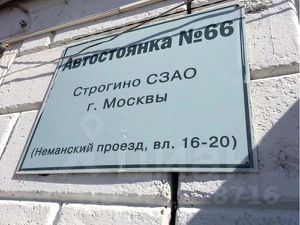 Автостоянка №66
Строгино СЗАО
г. Москвы
(Неманский проезд, вл. 16-20)